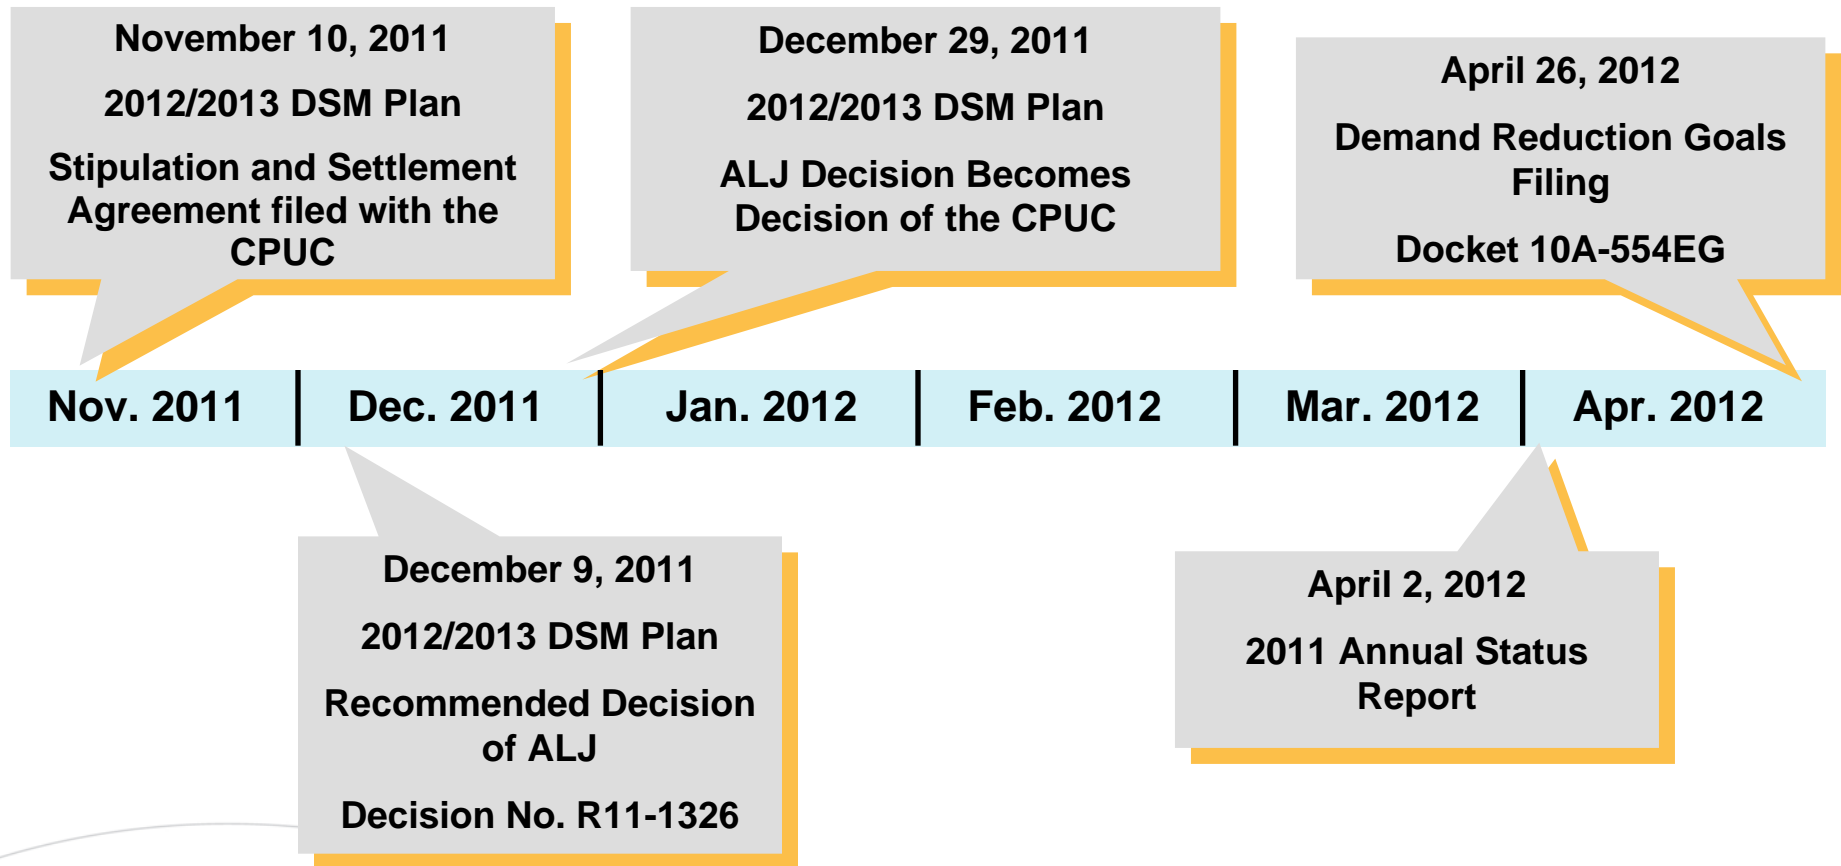 November 10, 2011
2012/2013 DSM Plan
Stipulation and Settlement
Agreement filed with the
CPUC
December 29, 2011
2012/2013 DSM Plan
ALJ Decision Becomes
Decision of the CPUC
April 26, 2012
Demand Reduction Goals
Filing
Docket 10A-554EG
Nov. 2011
Dec. 2011
Jan. 2012
Feb. 2012
Mar. 2012
Apr. 2012
December 9, 2011
2012/2013 DSM Plan
Recommended Decision
of ALJ
Decision No. R11-1326
April 2, 2012
2011 Annual Status
Report